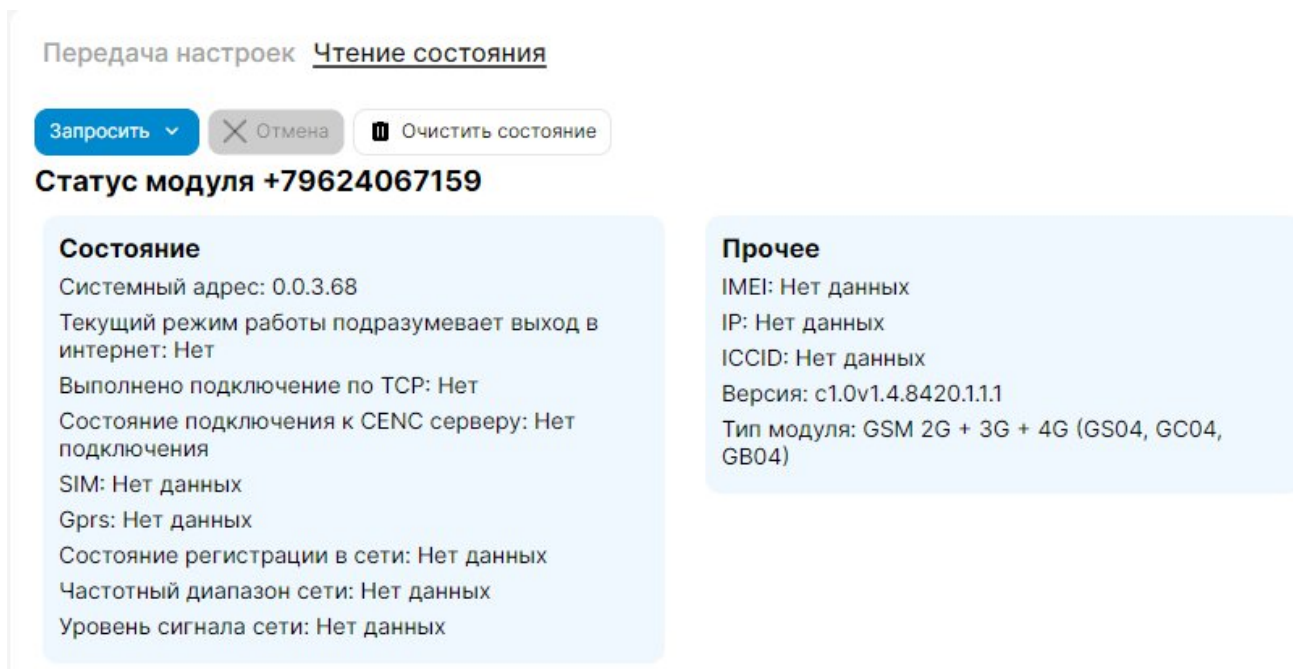 Передача настроек Чтение состояния
Запросить Отмена Очистить состояние
Статус модуля +79624067159
Состояние
Системный адрес: 0.0.3.68
Текущий режим работы подразумевает выход в
интернет: Нет
Выполнено подключение по TCP: Нет
Состояние подключения к CENC серверу: Нет
подключения
SIM: Нет данных
Gprs: Нет данных
Состояние регистрации в сети: Нет данных
Частотный диапазон сети: Нет данных
Уровень сигнала сети: Нет данных
Прочее
IMEI: Нет данных
IP: Нет данных
ICCID: Нет данных
Версия: c1.0v1.4.8420.1.1.1
Тип модуля: GSM 2G + 3G + 4G (GS04, GC04,
GB04)